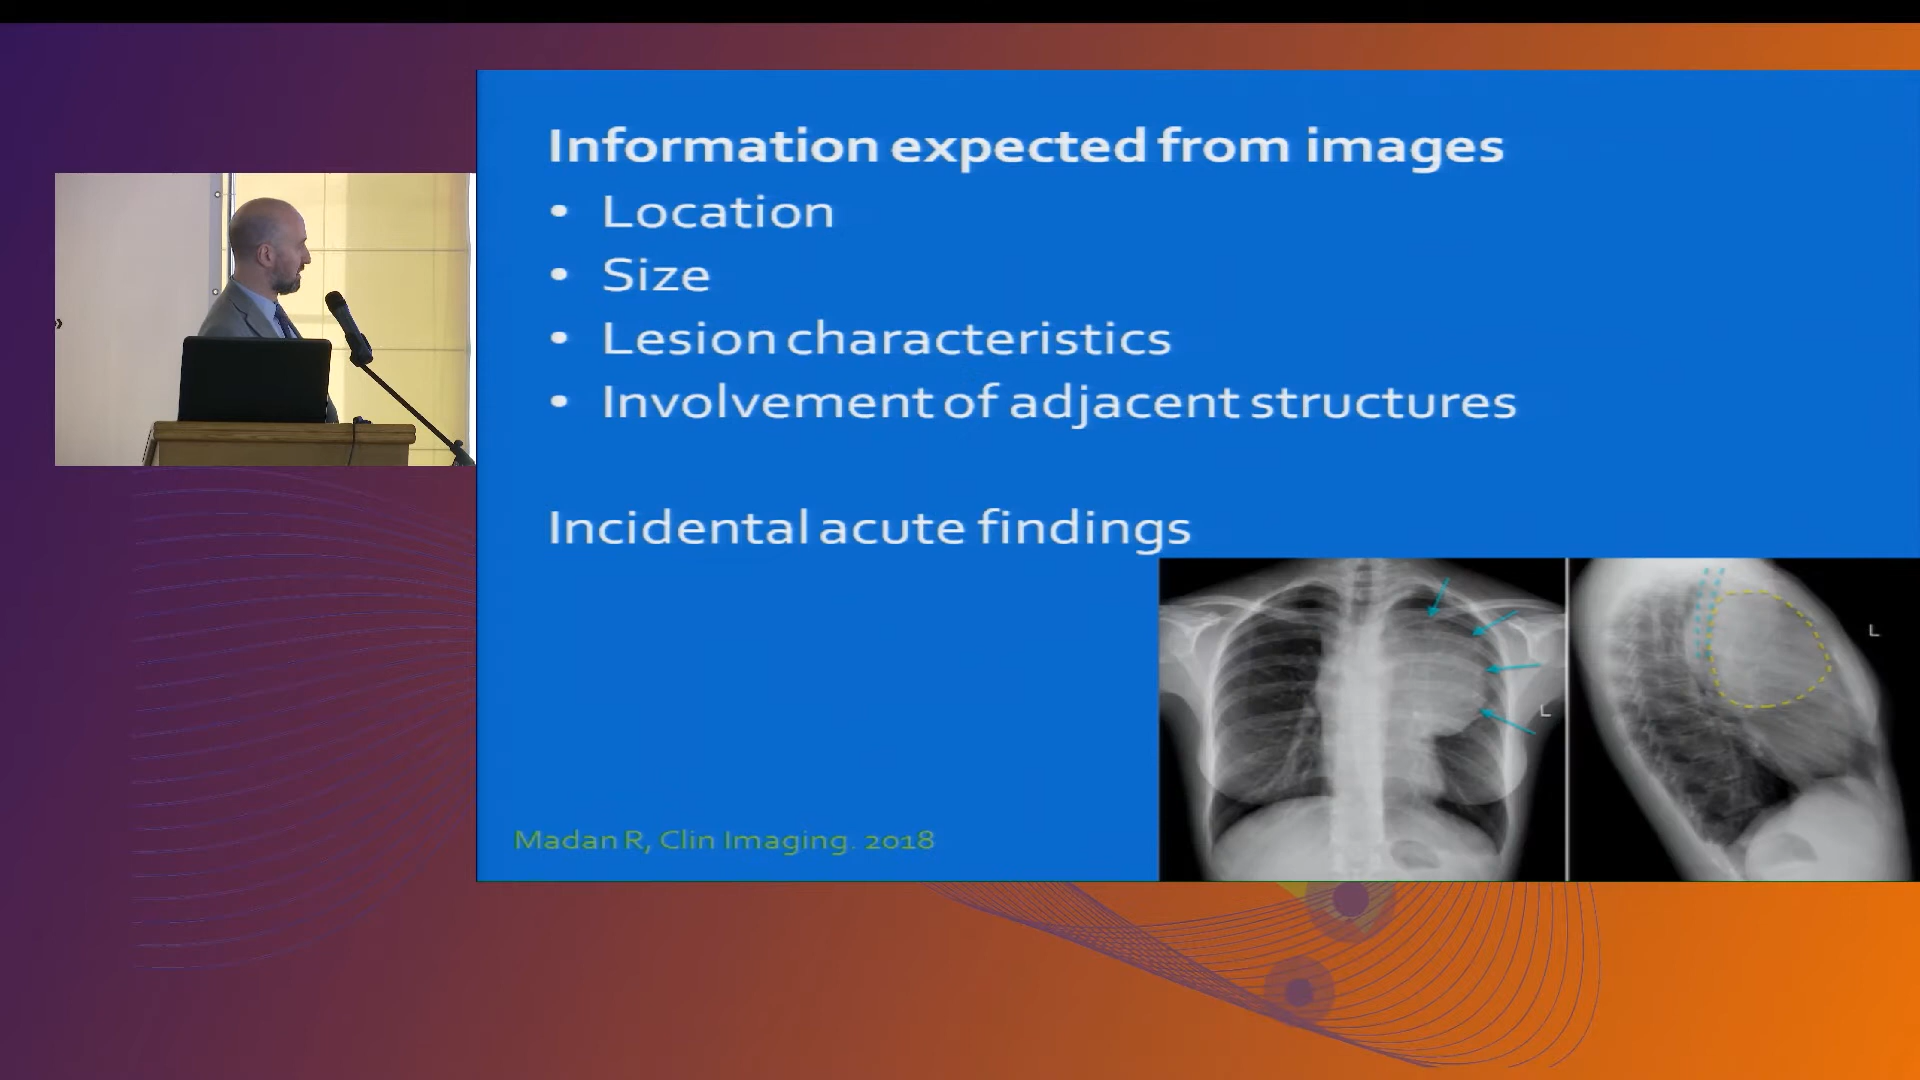 Information expected from images
• Location
• Size
• Lesion characteristics
• Involvement of adjacent structures
Incidental acute findings
L
L
Madan R, Clin Imaging. 2018